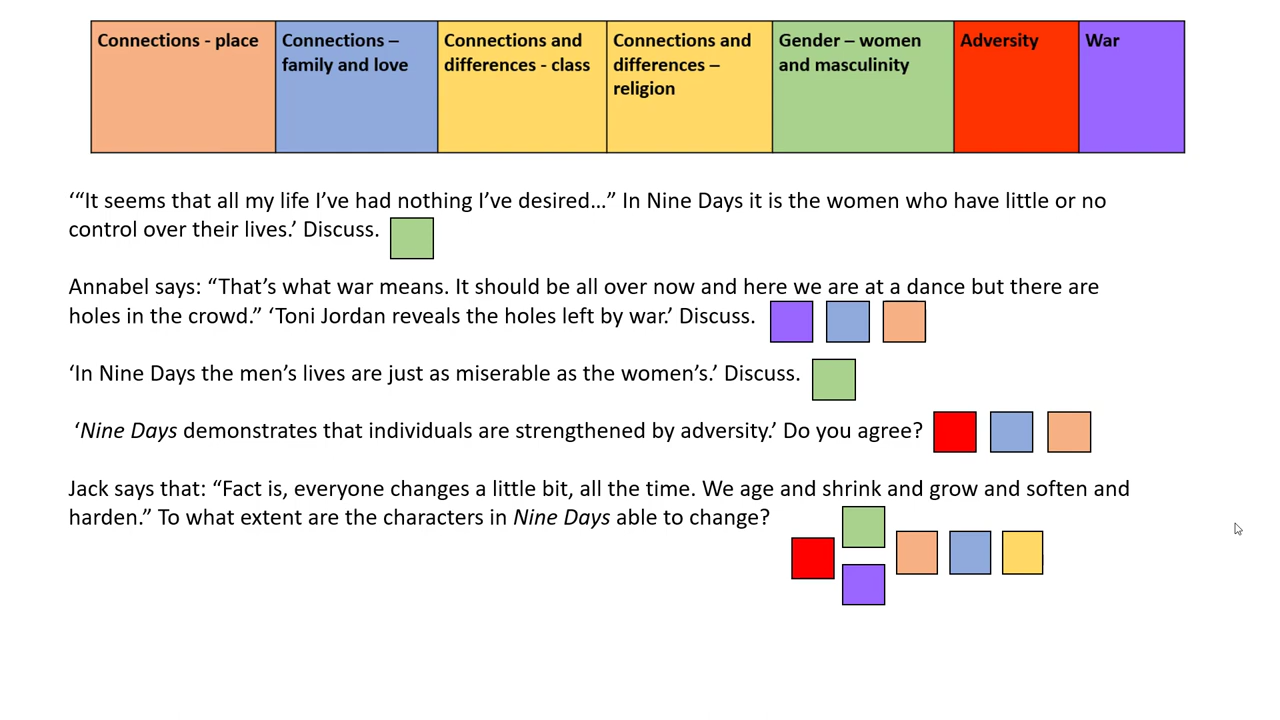 Connections - place
Connections –
family and love
Connections and
differences - class
Connections and
differences –
religion
Gender – women
and masculinity
Adversity
War
‘“It seems that all my life I’ve had nothing I’ve desired…” In Nine Days it is the women who have little or no
control over their lives.’ Discuss.
Annabel says: “That’s what war means. It should be all over now and here we are at a dance but there are
holes in the crowd.” ‘Toni Jordan reveals the holes left by war.’ Discuss.
‘In Nine Days the men’s lives are just as miserable as the women’s.’ Discuss.
‘Nine Days demonstrates that individuals are strengthened by adversity.’ Do you agree?
Jack says that: “Fact is, everyone changes a little bit, all the time. We age and shrink and grow and soften and
harden.” To what extent are the characters in Nine Days able to change?